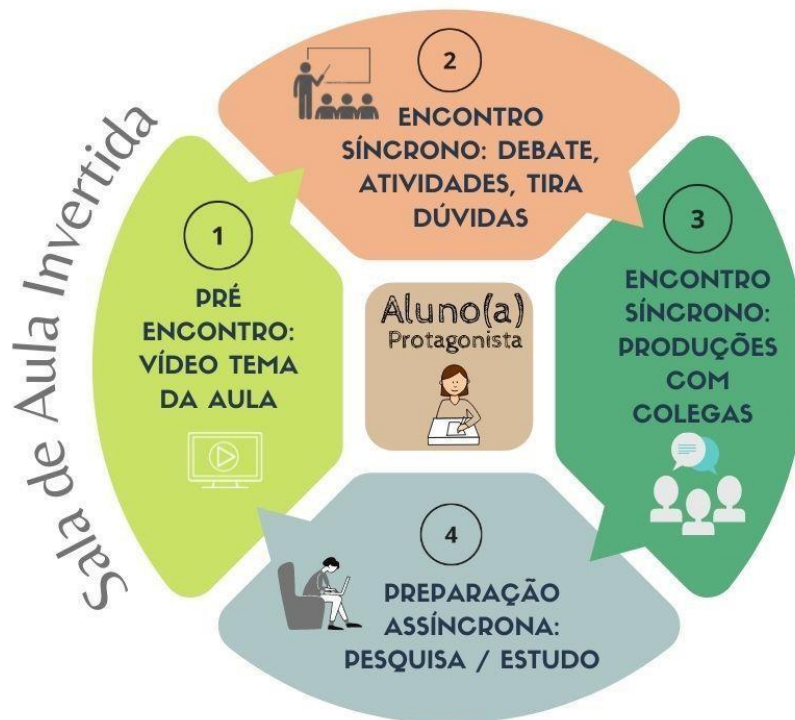 Sala de Aula Invertida
1
PRÉ
ENCONTRO:
VÍDEO TEMA
DA AULA
2
ENCONTRO
SÍNCRONO: DEBATE,
ATIVIDADES, TIRA
DÚVIDAS
3
ENCONTRO
SÍNCRONO:
PRODUÇÕES
COM
COLEGAS
4
PREPARAÇÃO
ASSÍNCRONA:
PESQUISA / ESTUDO
Aluno(a)
Protagonista